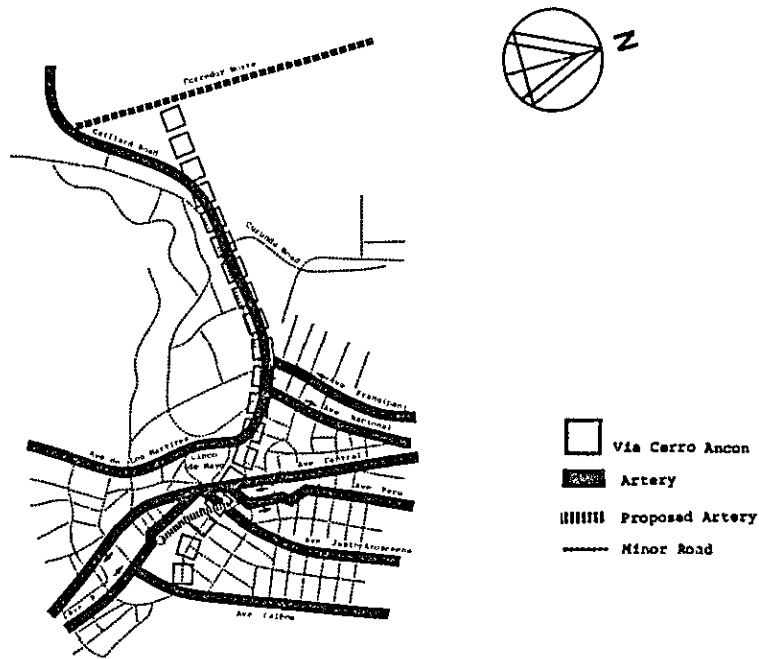 N
Corredor Norte
Gaillard Road
Curundu Road
Ave Frangipani
Ave Nacional
Ave de los Martires
Cinco
de Mayo
Ave Central
Ave Peru
Ave Justo Arosemena
Ave Balboa
Via Cerro Ancon
Artery
Proposed Artery
Minor Road